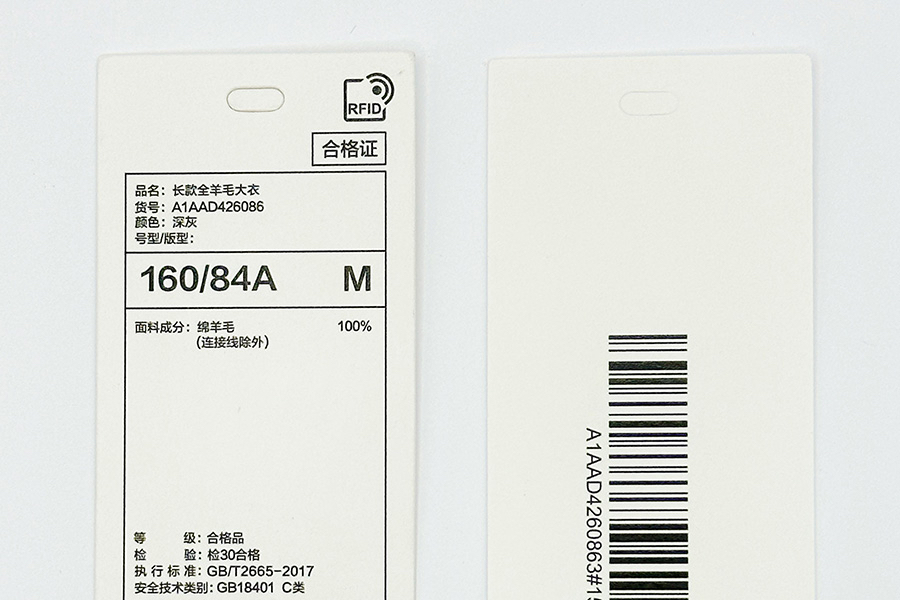 RFID
合格证
品名：长款全羊毛大衣
货号：A1AAD426086
颜色：深灰
号型/版型：
160/84A M
面料成分：绵羊毛 100%
(连接线除外)
等 级：合格品
检 验：检30合格
执行标准：GB/T2665-2017
安全技术类别：GB18401 C类
A1AAD4260863#15